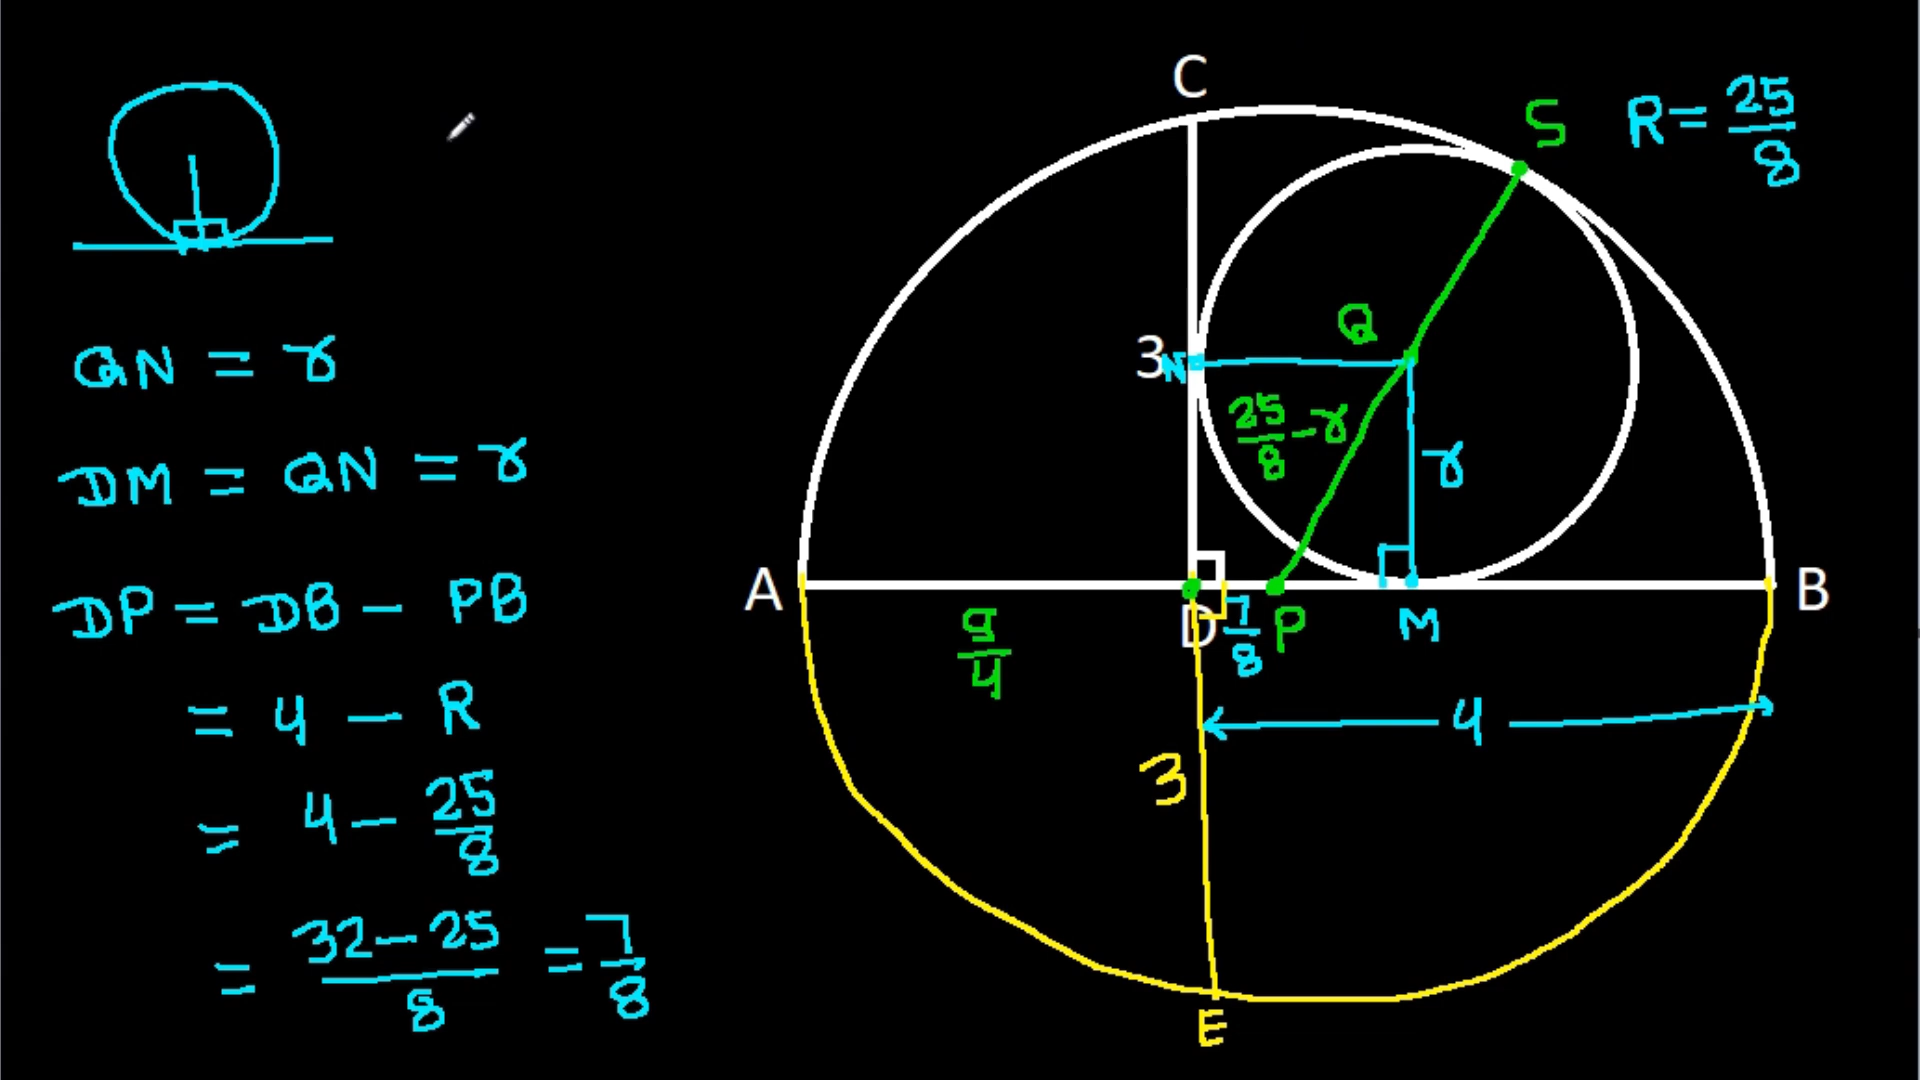 QN = r
DM = QN = r
DP = DB - PB
= 4 - R
= 4 - 25/8
= 32-25/8 = 7/8
C
S
R = 25/8
Q
3
N
25/8 - r
r
A
B
D
P
M
9/4
7/8
4
3
E